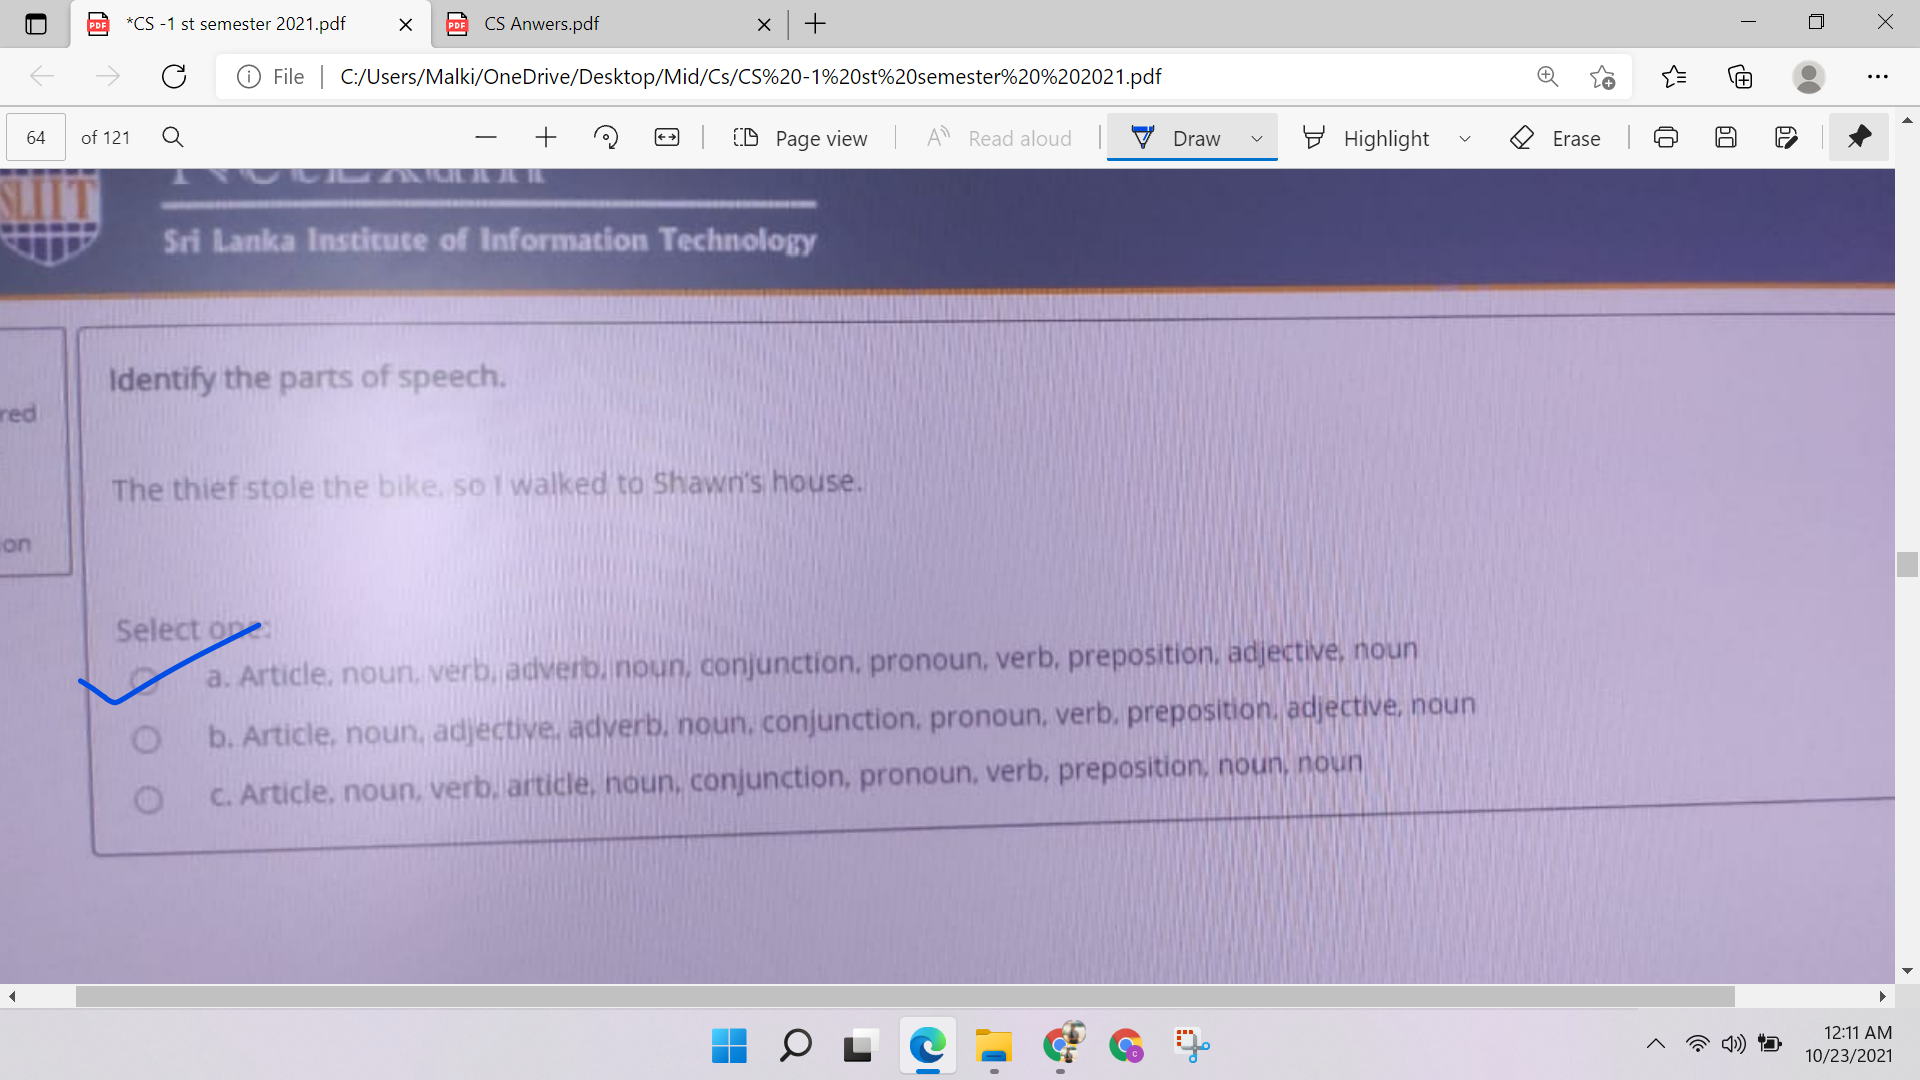 *CS -1 st semester 2021.pdf
CS Anwers.pdf
File
C:/Users/Malki/OneDrive/Desktop/Mid/Cs/CS%20-1%20st%20semester%20%202021.pdf
64 of 121
Page view
Read aloud
Draw
Highlight
Erase
SLIIT
Sri Lanka Institute of Information Technology
Identify the parts of speech.
red
The thief stole the bike, so I walked to Shawn's house.
on
Select one:
a. Article, noun, verb, adverb, noun, conjunction, pronoun, verb, preposition, adjective, noun
b. Article, noun, adjective, adverb, noun, conjunction, pronoun, verb, preposition, adjective, noun
c. Article, noun, verb, article, noun, conjunction, pronoun, verb, preposition, noun, noun
12:11 AM
10/23/2021